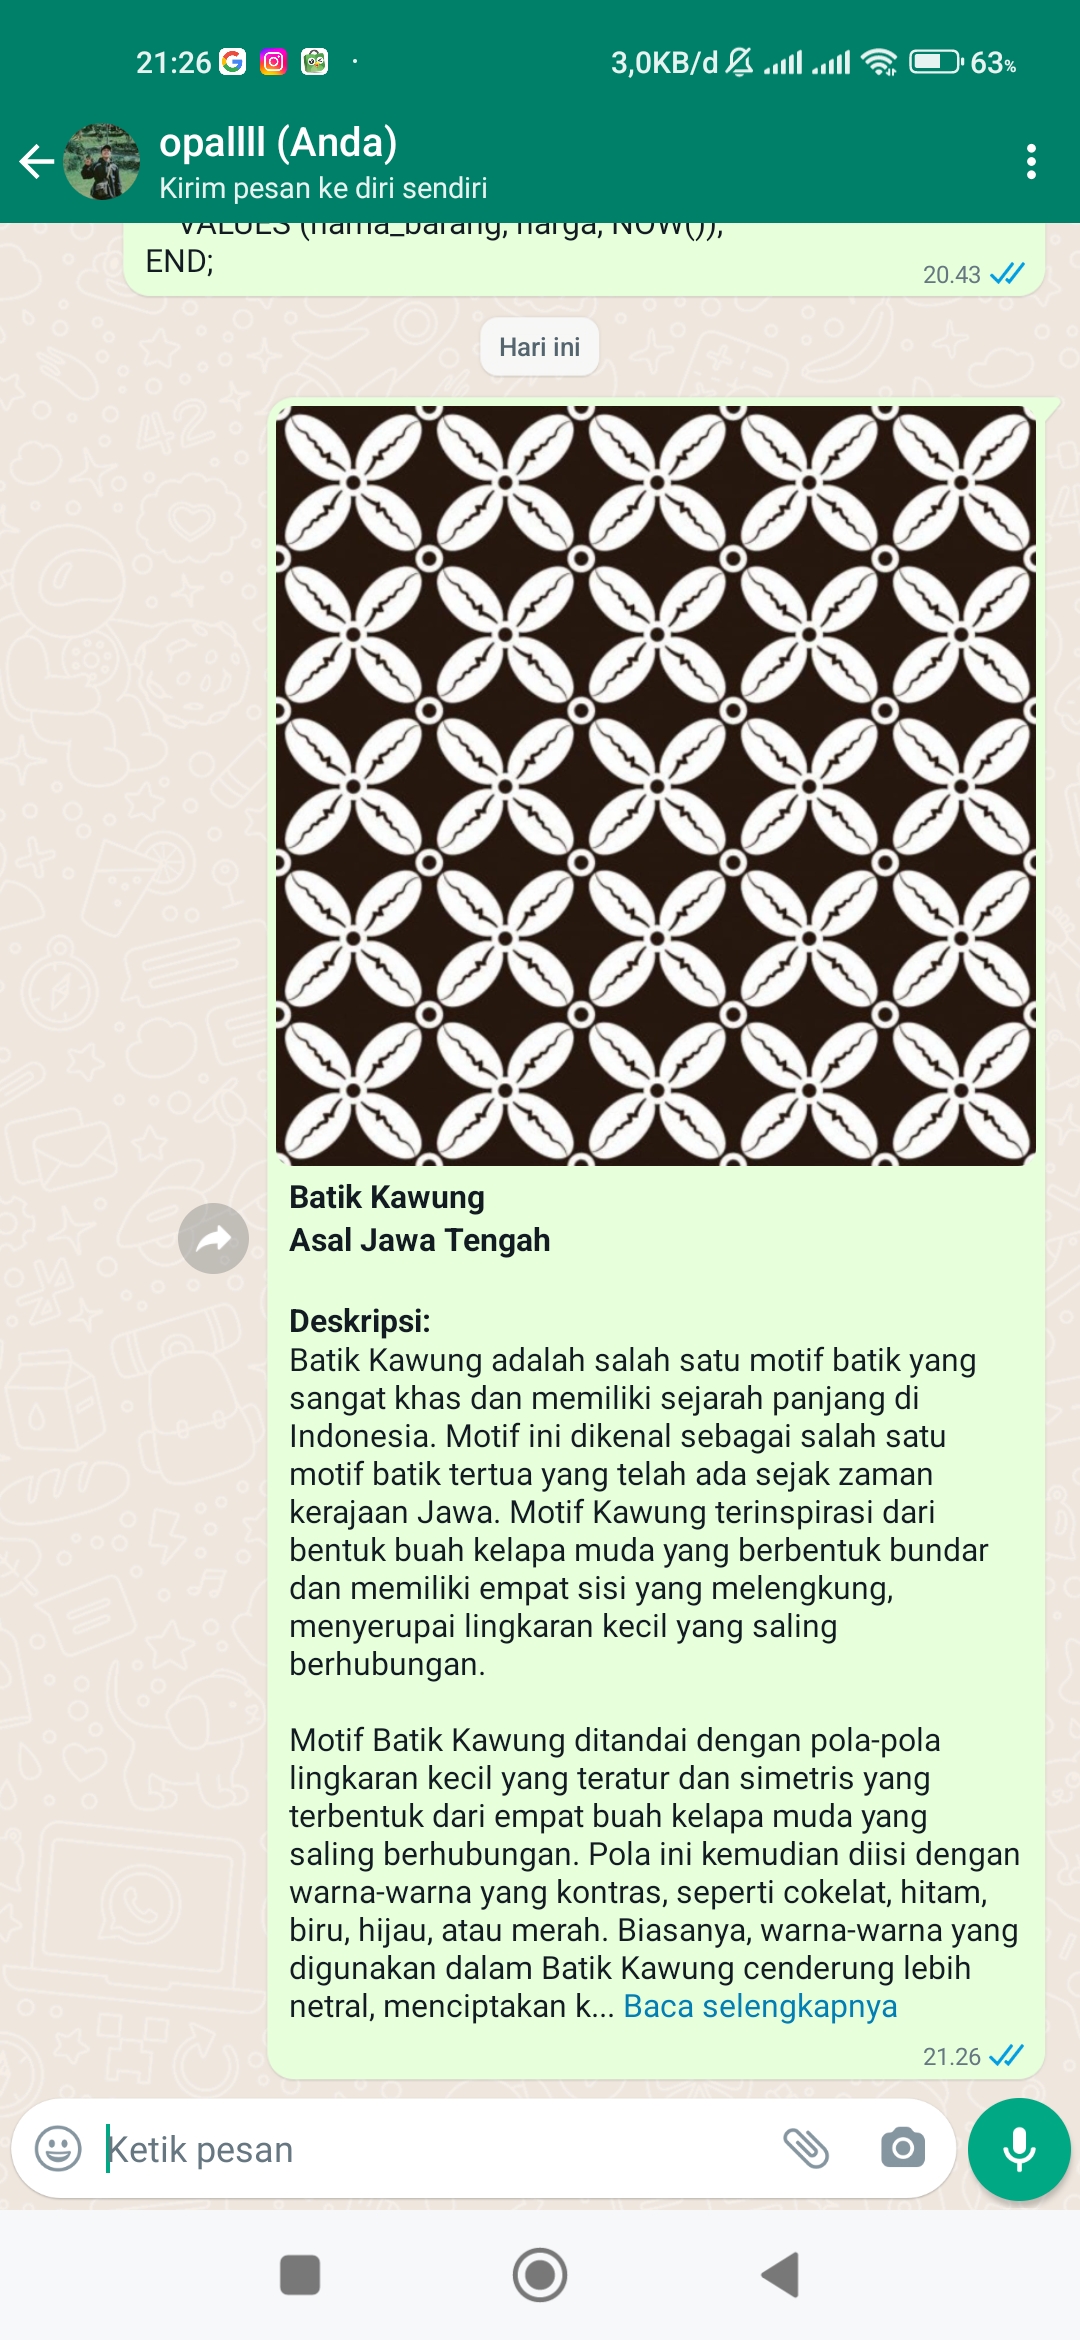 21:26
3,0KB/d
63%
opallll (Anda)
Kirim pesan ke diri sendiri
VALUES (nama_barang, harga, NOW());
END;
20.43
Hari ini
Batik Kawung
Asal Jawa Tengah
Deskripsi:
Batik Kawung adalah salah satu motif batik yang
sangat khas dan memiliki sejarah panjang di
Indonesia. Motif ini dikenal sebagai salah satu
motif batik tertua yang telah ada sejak zaman
kerajaan Jawa. Motif Kawung terinspirasi dari
bentuk buah kelapa muda yang berbentuk bundar
dan memiliki empat sisi yang melengkung,
menyerupai lingkaran kecil yang saling
berhubungan.
Motif Batik Kawung ditandai dengan pola-pola
lingkaran kecil yang teratur dan simetris yang
terbentuk dari empat buah kelapa muda yang
saling berhubungan. Pola ini kemudian diisi dengan
warna-warna yang kontras, seperti cokelat, hitam,
biru, hijau, atau merah. Biasanya, warna-warna yang
digunakan dalam Batik Kawung cenderung lebih
netral, menciptakan k... Baca selengkapnya
21.26
Ketik pesan